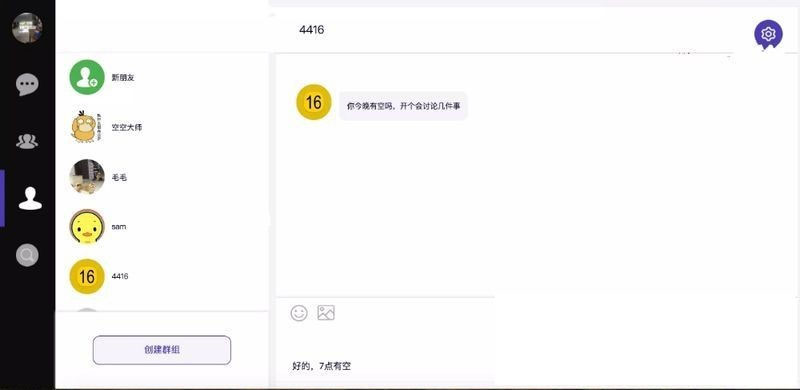 4416
新朋友
空空大师
毛毛
sam
16
4416
创建群组
16
你今晚有空吗，开个会讨论几件事
好的，7点有空